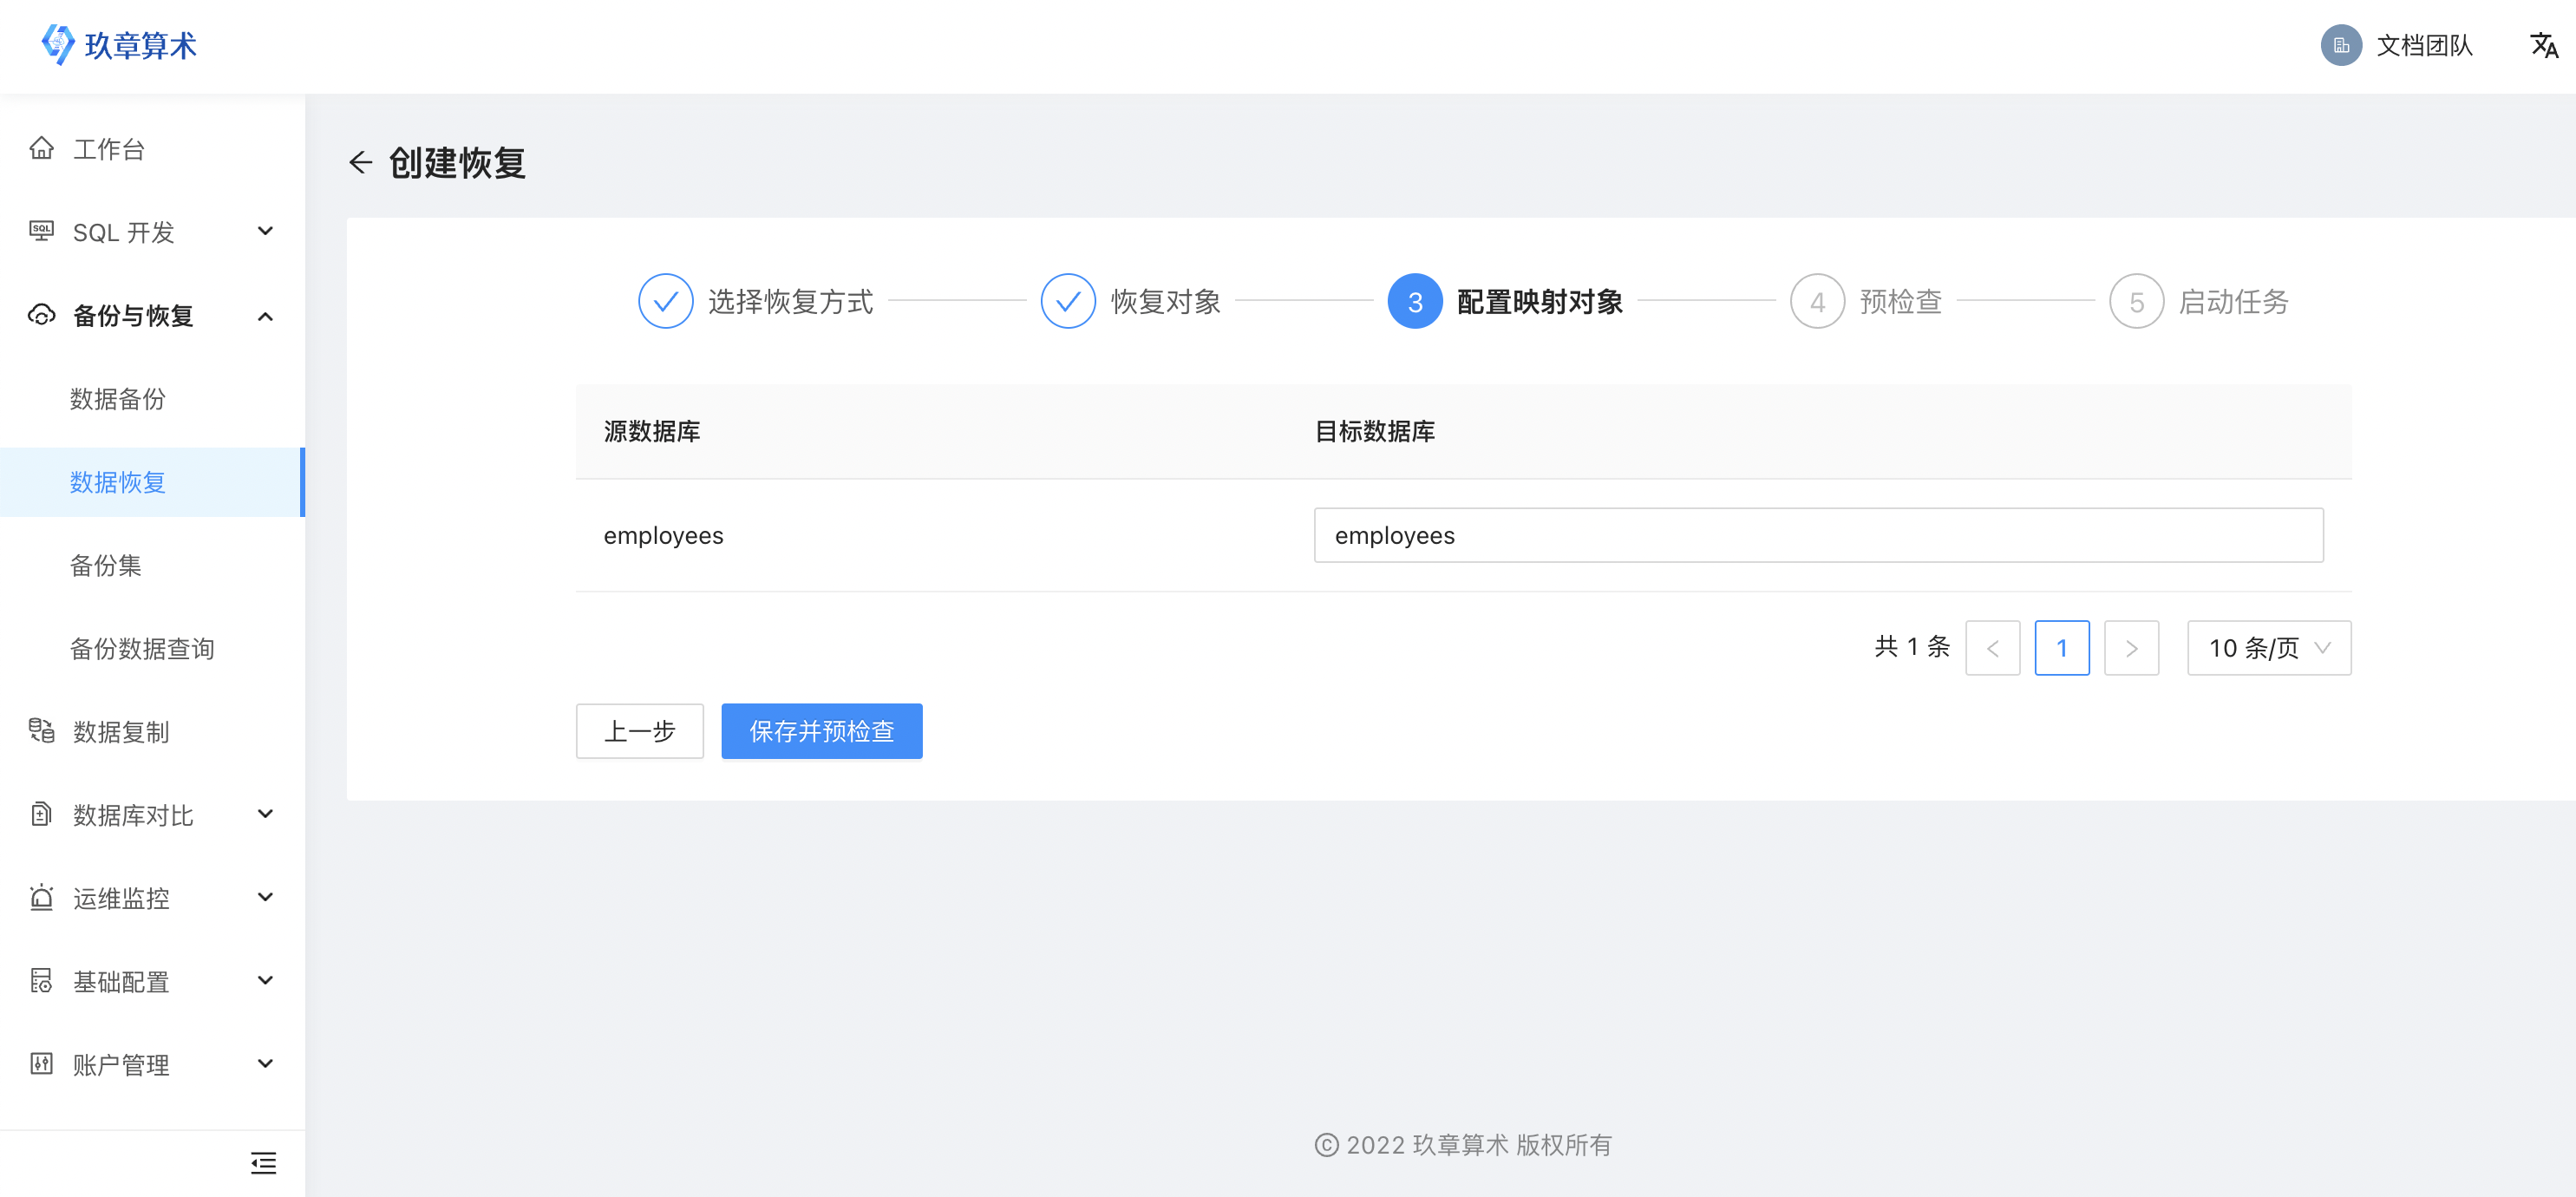 玖章算术
文档团队
工作台
SQL 开发
备份与恢复
数据备份
数据恢复
备份集
备份数据查询
数据复制
数据库对比
运维监控
基础配置
账户管理
创建恢复
选择恢复方式
恢复对象
3 配置映射对象
4 预检查
5 启动任务
源数据库 目标数据库
employees employees
共 1 条 < 1 > 10 条/页
上一步 保存并预检查
© 2022 玖章算术 版权所有